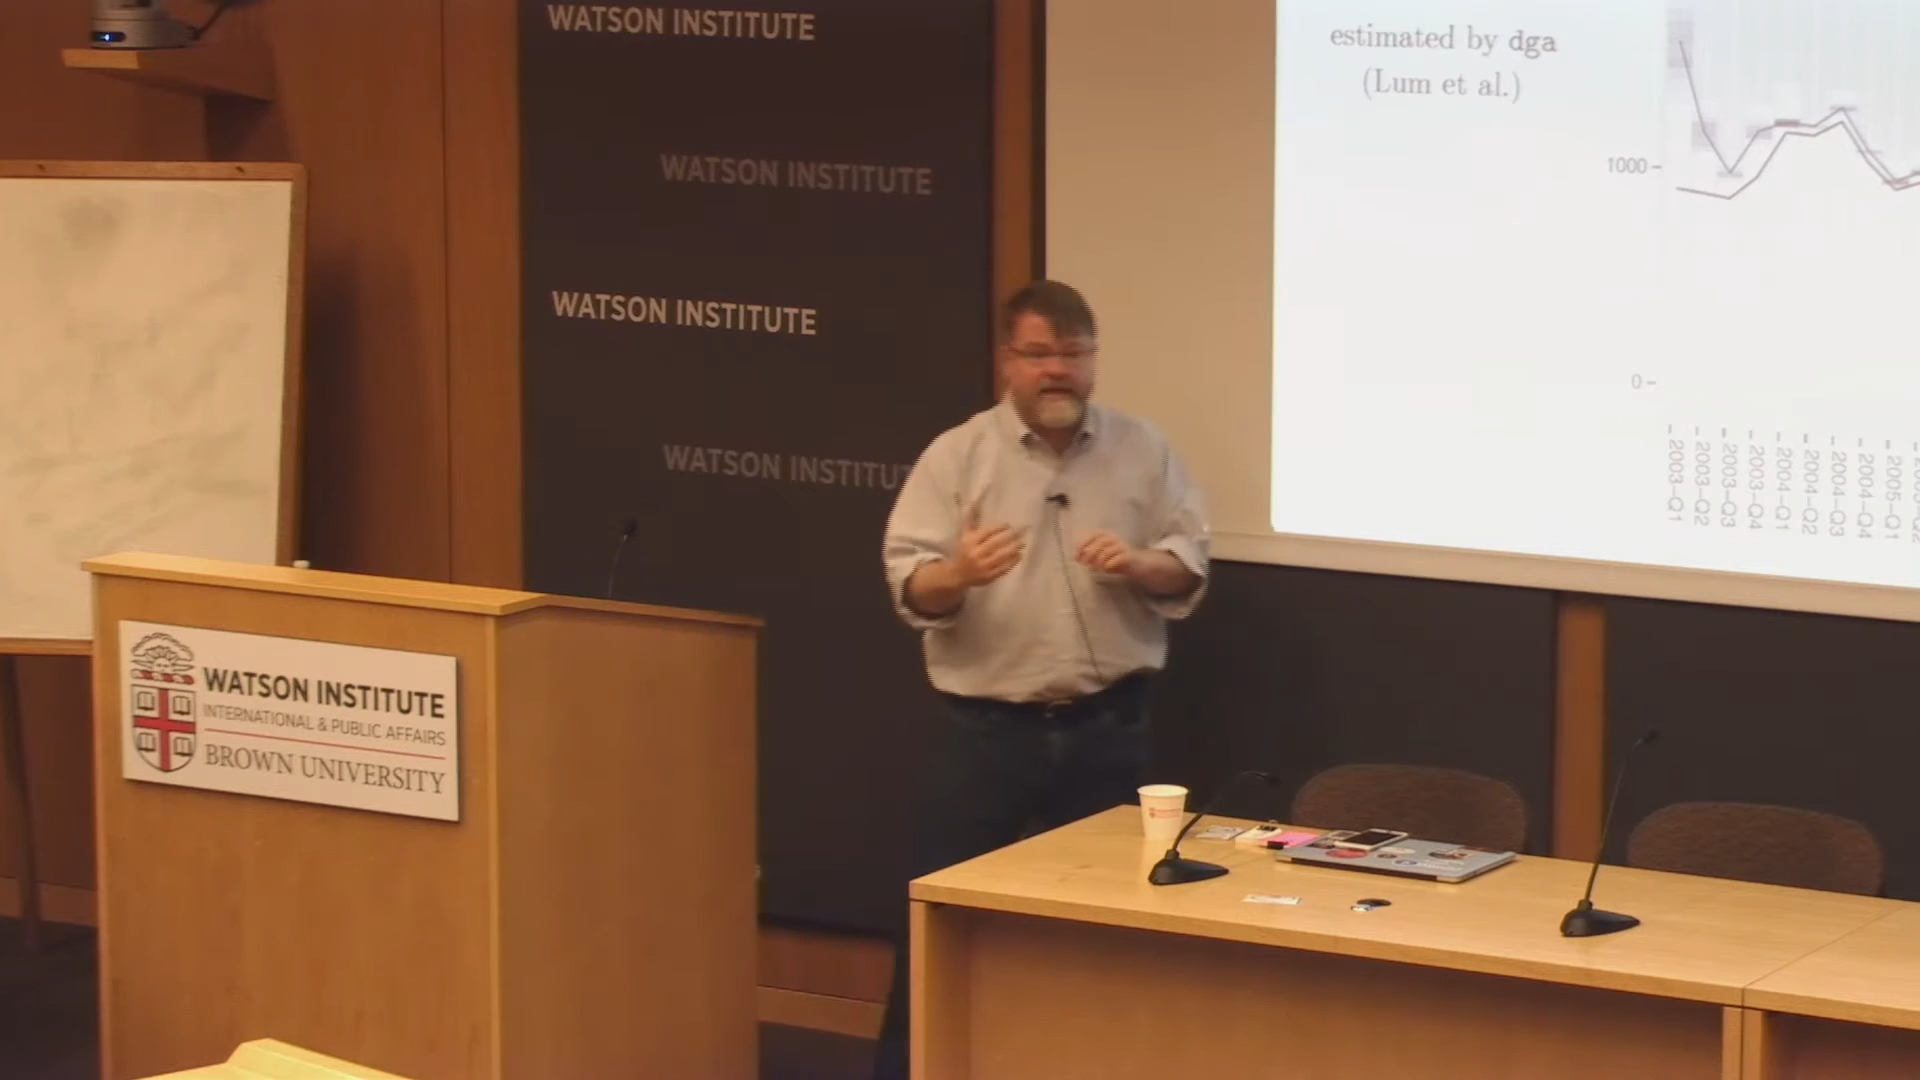 WATSON INSTITUTE
WATSON INSTITUTE
WATSON INSTITUTE
WATSON INSTITU
estimated by dga
(Lum et al.)
1000
0
2003-Q1
2003-Q2
2003-Q3
2003-Q4
2004-Q1
2004-Q2
2004-Q3
2004-Q4
2005-Q1
WATSON INSTITUTE
INTERNATIONAL & PUBLIC AFFAIRS
BROWN UNIVERSITY